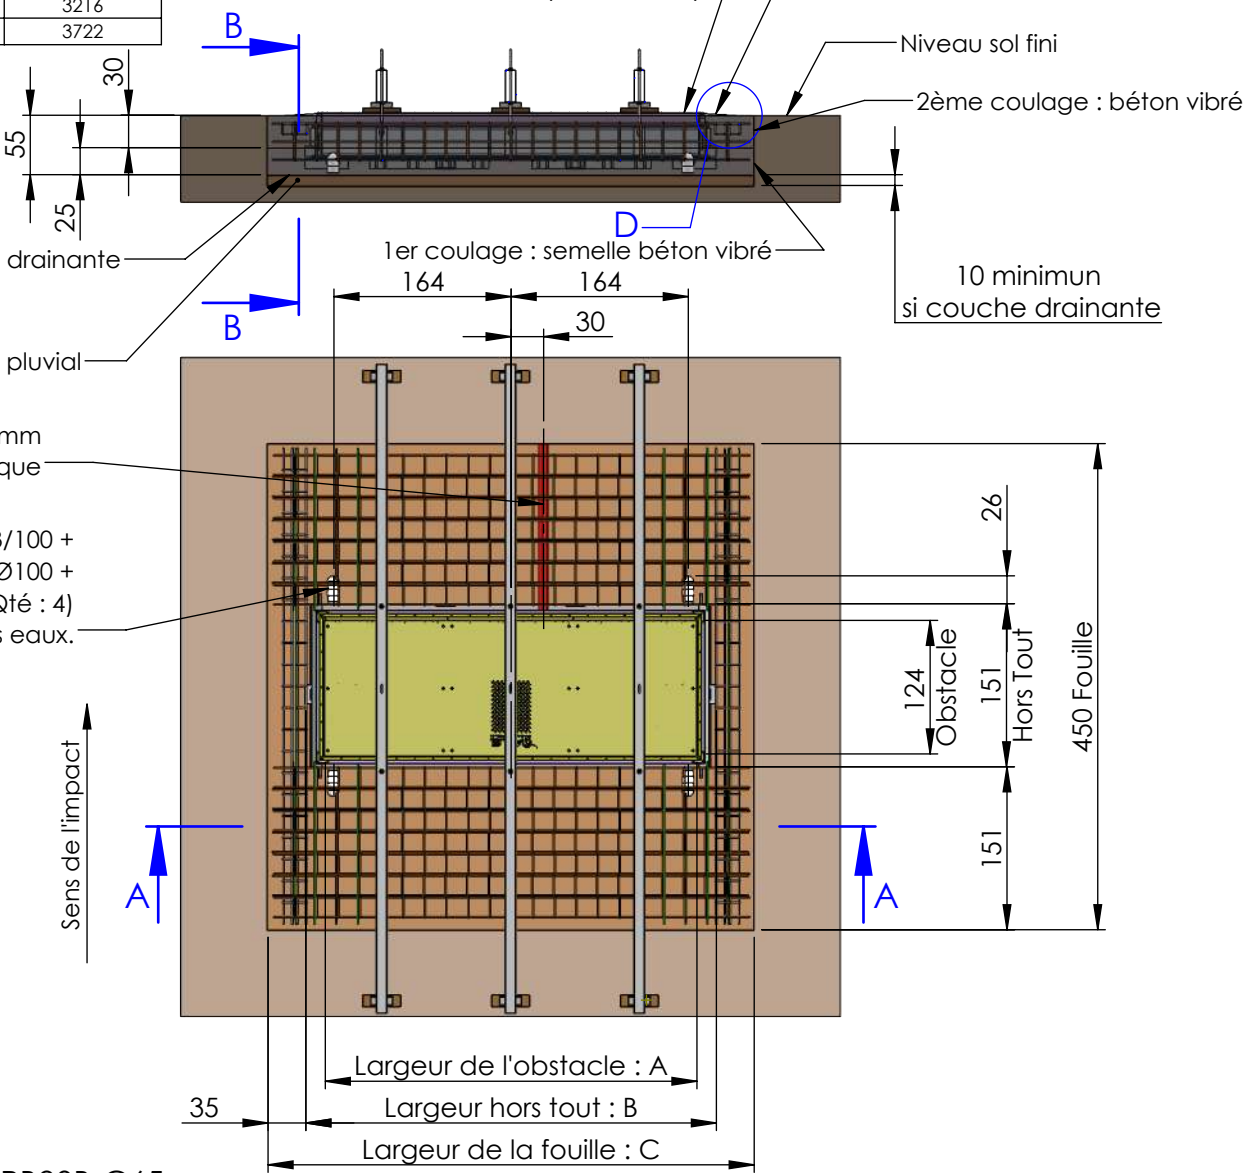 3216
3722
B
30
55
25
Niveau sol fini
2ème coulage : béton vibré
D
drainante
1er coulage : semelle béton vibré
10 minimun
si couche drainante
B
164
164
30
pluvial
mm
que
/100 +
Ø100 +
Qté : 4)
s eaux.
26
124
Obstacle
151
Hors Tout
450 Fouille
151
Sens de l'impact
A
A
Largeur de l'obstacle : A
35
Largeur hors tout : B
Largeur de la fouille : C